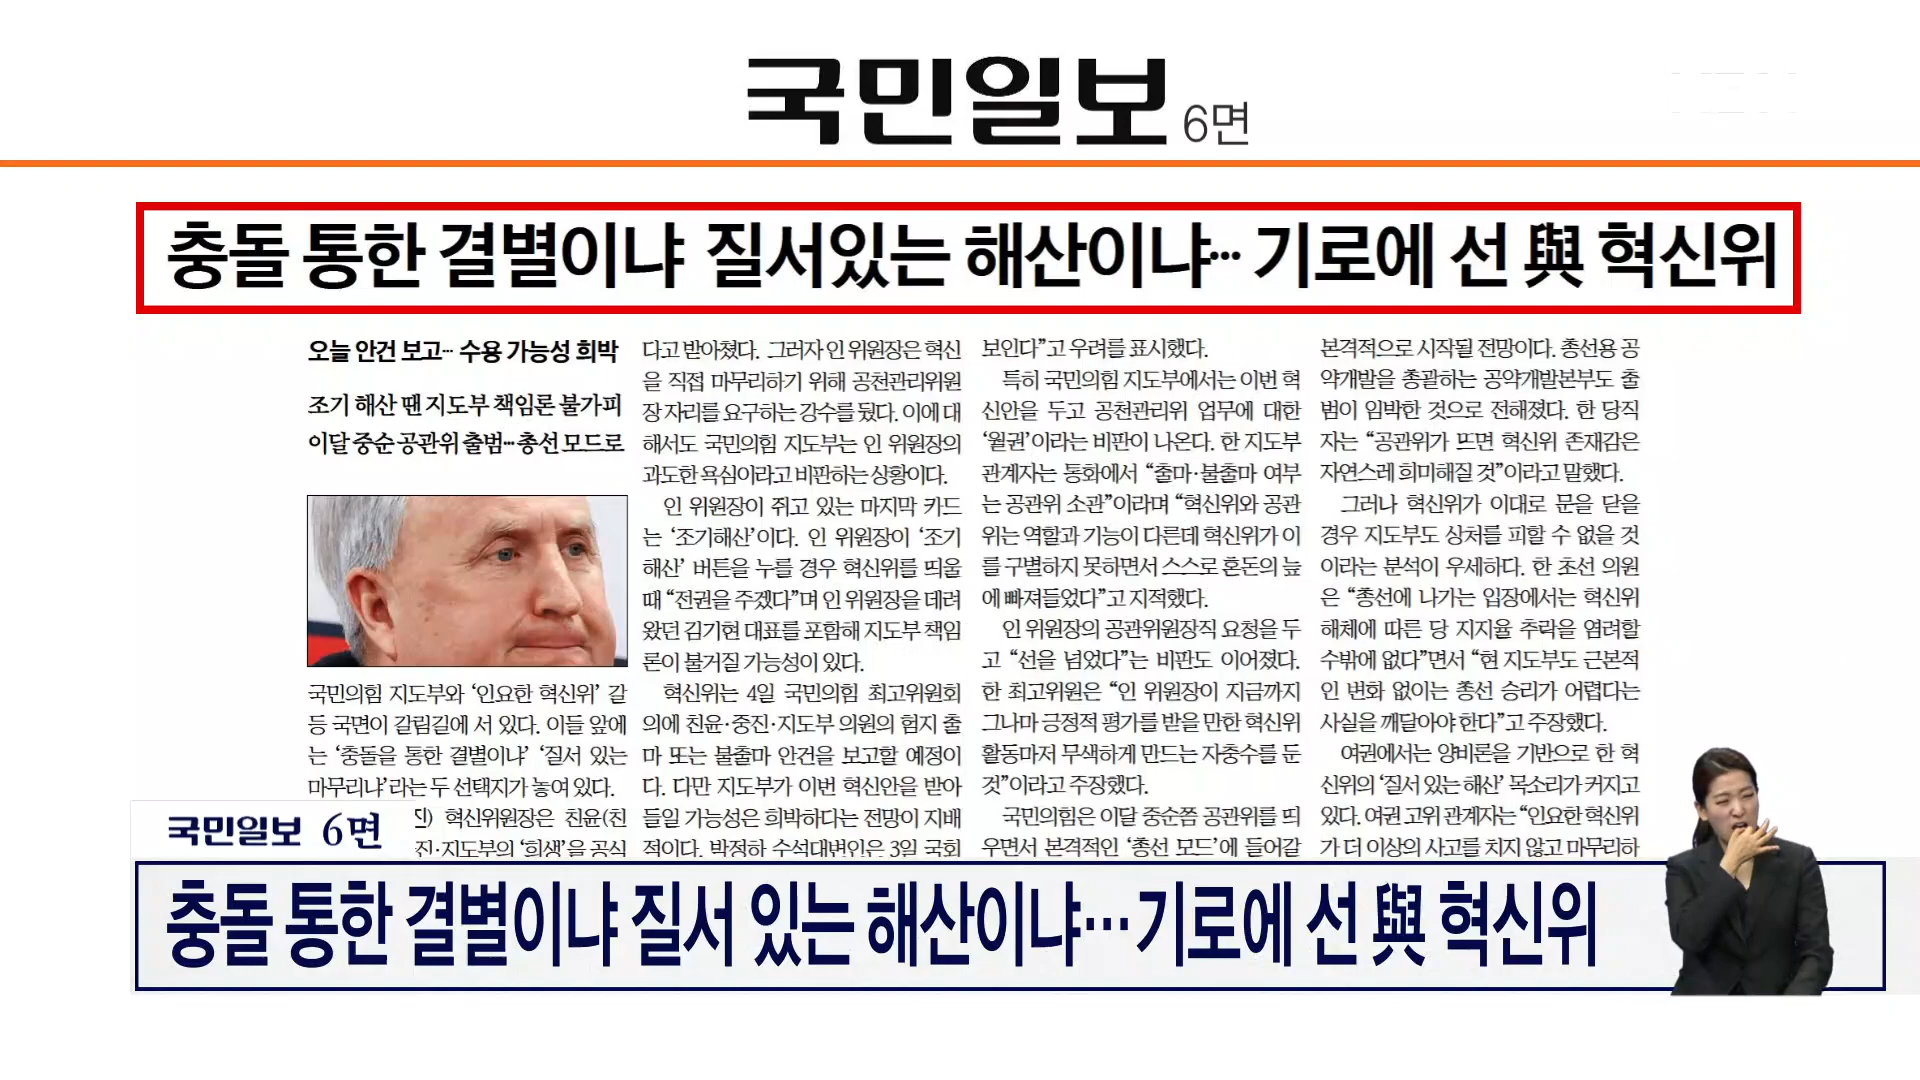 국민일보 6면
충돌 통한 결별이냐 질서있는 해산이냐… 기로에 선 與 혁신위
오늘 안건 보고… 수용 가능성 희박
조기 해산 땐 지도부 책임론 불가피
이달 중순 공관위 출범…총선 모드로
국민의힘 지도부와 ‘인요한 혁신위’ 갈
등 국면이 갈림길에 서 있다. 이들 앞에
는 ‘충돌을 통한 결별이냐’ ‘질서 있는
마무리냐’라는 두 선택지가 놓여 있다.
진) 혁신위원장은 친윤(친
진·지도부의 ‘희생’을 공식
다고 받아쳤다. 그러자 인 위원장은 혁신
을 직접 마무리하기 위해 공천관리위원
장 자리를 요구하는 강수를 뒀다. 이에 대
해서도 국민의힘 지도부는 인 위원장의
과도한 욕심이라고 비판하는 상황이다.
인 위원장이 쥐고 있는 마지막 카드
는 ‘조기해산’이다. 인 위원장이 ‘조기
해산’ 버튼을 누를 경우 혁신위를 띄울
때 “전권을 주겠다”며 인 위원장을 데려
왔던 김기현 대표를 포함해 지도부 책임
론이 불거질 가능성이 있다.
혁신위는 4일 국민의힘 최고위원회
의에 친윤·중진·지도부 의원의 험지 출
마 또는 불출마 안건을 보고할 예정이
다. 다만 지도부가 이번 혁신안을 받아
들일 가능성은 희박하다는 전망이 지배
적이다. 박정하 수석대변인은 3일 국회
보인다”고 우려를 표시했다.
특히 국민의힘 지도부에서는 이번 혁
신안을 두고 공천관리위 업무에 대한
‘월권’이라는 비판이 나온다. 한 지도부
관계자는 통화에서 “출마·불출마 여부
는 공관위 소관”이라며 “혁신위와 공관
위는 역할과 기능이 다른데 혁신위가 이
를 구별하지 못하면서 스스로 혼돈의 늪
에 빠져들었다”고 지적했다.
인 위원장의 공관위원장직 요청을 두
고 “선을 넘었다”는 비판도 이어졌다.
한 최고위원은 “인 위원장이 지금까지
그나마 긍정적 평가를 받을 만한 혁신위
활동마저 무색하게 만드는 자충수를 둔
것”이라고 주장했다.
국민의힘은 이달 중순쯤 공관위를 띄
우면서 본격적인 ‘총선 모드’에 들어갈
본격적으로 시작될 전망이다. 총선용 공
약개발을 총괄하는 공약개발본부도 출
범이 임박한 것으로 전해졌다. 한 당직
자는 “공관위가 뜨면 혁신위 존재감은
자연스레 희미해질 것”이라고 말했다.
그러나 혁신위가 이대로 문을 닫을
경우 지도부도 상처를 피할 수 없을 것
이라는 분석이 우세하다. 한 초선 의원
은 “총선에 나가는 입장에서는 혁신위
해체에 따른 당 지지율 추락을 염려할
수밖에 없다”면서 “현 지도부도 근본적
인 변화 없이는 총선 승리가 어렵다는
사실을 깨달아야 한다”고 주장했다.
여권에서는 양비론을 기반으로 한 혁
신위의 ‘질서 있는 해산’ 목소리가 커지고
있다. 여권 고위 관계자는 “인요한 혁신위
가 더 이상의 사고를 치지 않고 마무리하
국민일보 6면
충돌 통한 결별이냐 질서 있는 해산이냐…기로에 선 與 혁신위